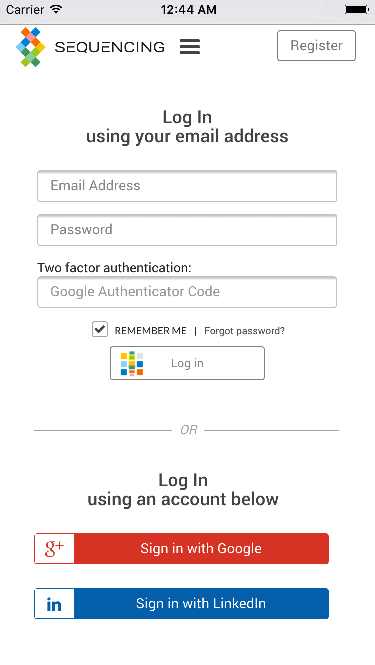 Carrier 12:44 AM
SEQUENCING Register
Log In
using your email address
Email Address
Password
Two factor authentication:
Google Authenticator Code
REMEMBER ME | Forgot password?
Log in
OR
Log In
using an account below
g+ Sign in with Google
in Sign in with LinkedIn